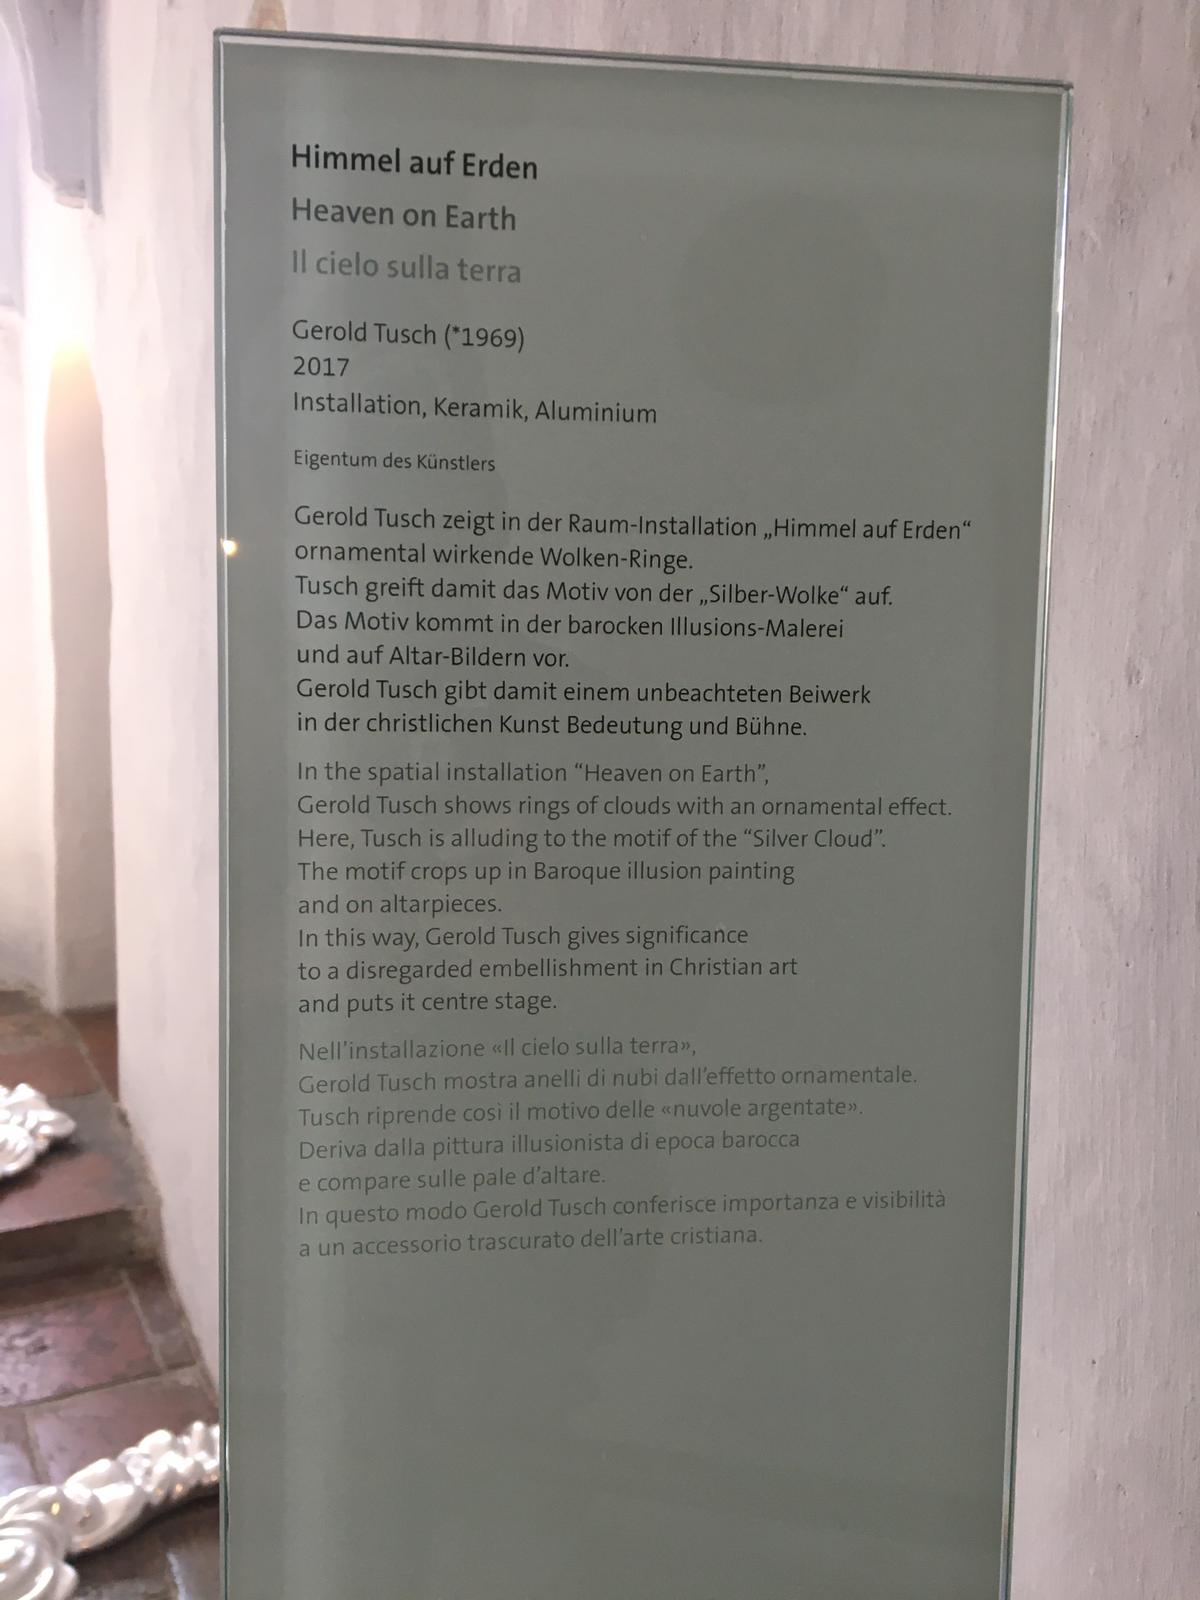 Himmel auf Erden
Heaven on Earth
Il cielo sulla terra
Gerold Tusch (*1969)
2017
Installation, Keramik, Aluminium
Eigentum des Künstlers
Gerold Tusch zeigt in der Raum-Installation „Himmel auf Erden“
ornamental wirkende Wolken-Ringe.
Tusch greift damit das Motiv von der „Silber-Wolke“ auf.
Das Motiv kommt in der barocken Illusions-Malerei
und auf Altar-Bildern vor.
Gerold Tusch gibt damit einem unbeachteten Beiwerk
in der christlichen Kunst Bedeutung und Bühne.
In the spatial installation “Heaven on Earth”,
Gerold Tusch shows rings of clouds with an ornamental effect.
Here, Tusch is alluding to the motif of the “Silver Cloud”.
The motif crops up in Baroque illusion painting
and on altarpieces.
In this way, Gerold Tusch gives significance
to a disregarded embellishment in Christian art
and puts it centre stage.
Nell’installazione «Il cielo sulla terra»,
Gerold Tusch mostra anelli di nubi dall’effetto ornamentale.
Tusch riprende così il motivo delle «nuvole argentate».
Deriva dalla pittura illusionista di epoca barocca
e compare sulle pale d’altare.
In questo modo Gerold Tusch conferisce importanza e visibilità
a un accessorio trascurato dell’arte cristiana.